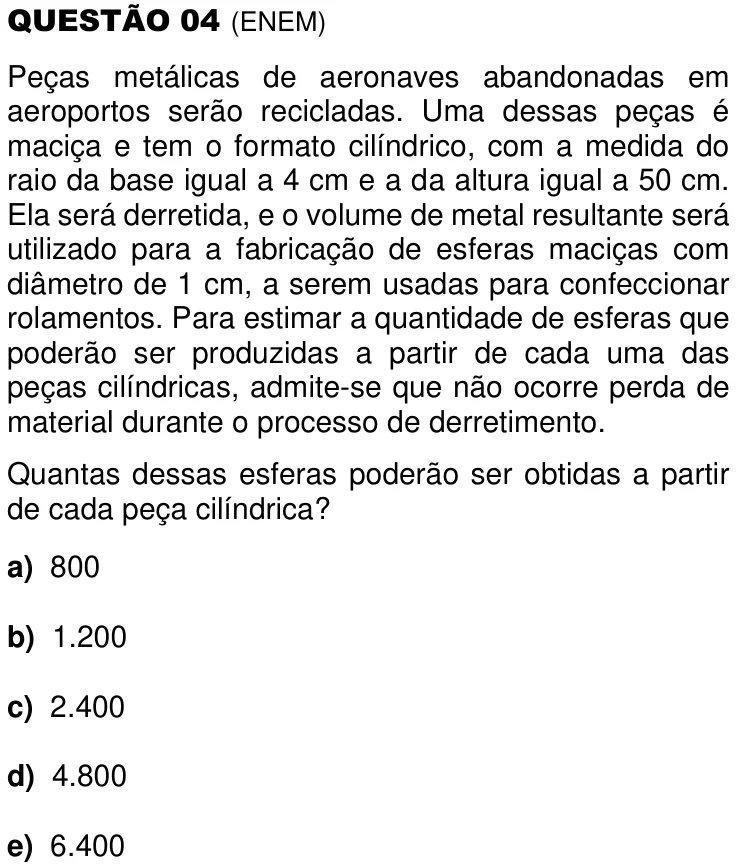 QUESTÃO 04 (ENEM)
Peças metálicas de aeronaves abandonadas em
aeroportos serão recicladas. Uma dessas peças é
maciça e tem o formato cilíndrico, com a medida do
raio da base igual a 4 cm e a da altura igual a 50 cm.
Ela será derretida, e o volume de metal resultante será
utilizado para a fabricação de esferas maciças com
diâmetro de 1 cm, a serem usadas para confeccionar
rolamentos. Para estimar a quantidade de esferas que
poderão ser produzidas a partir de cada uma das
peças cilíndricas, admite-se que não ocorre perda de
material durante o processo de derretimento.
Quantas dessas esferas poderão ser obtidas a partir
de cada peça cilíndrica?
a) 800
b) 1.200
c) 2.400
d) 4.800
e) 6.400